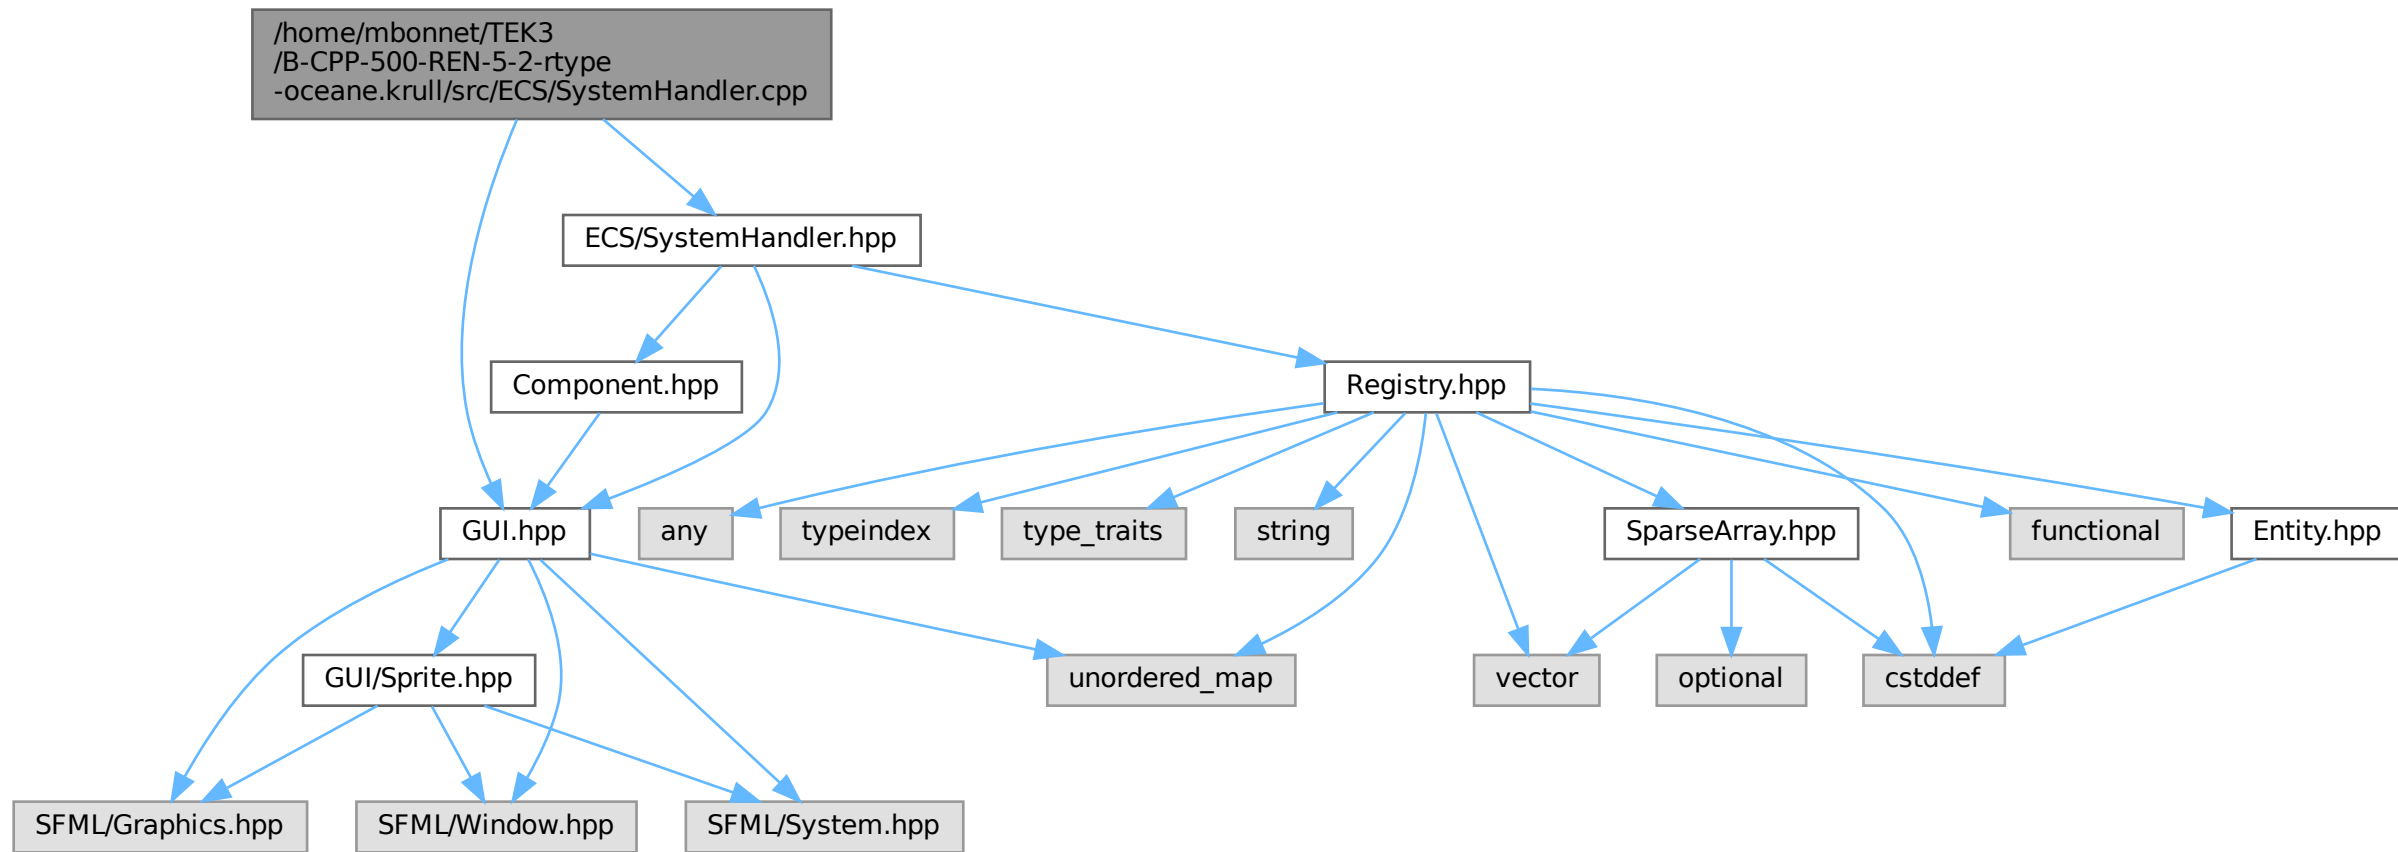 /home/mbonnet/TEK3
/B-CPP-500-REN-5-2-rtype
-oceane.krull/src/ECS/SystemHandler.cpp
ECS/SystemHandler.hpp
Component.hpp
Registry.hpp
GUI.hpp
any
typeindex
type_traits
string
SparseArray.hpp
functional
Entity.hpp
GUI/Sprite.hpp
unordered_map
vector
optional
cstddef
SFML/Graphics.hpp
SFML/Window.hpp
SFML/System.hpp